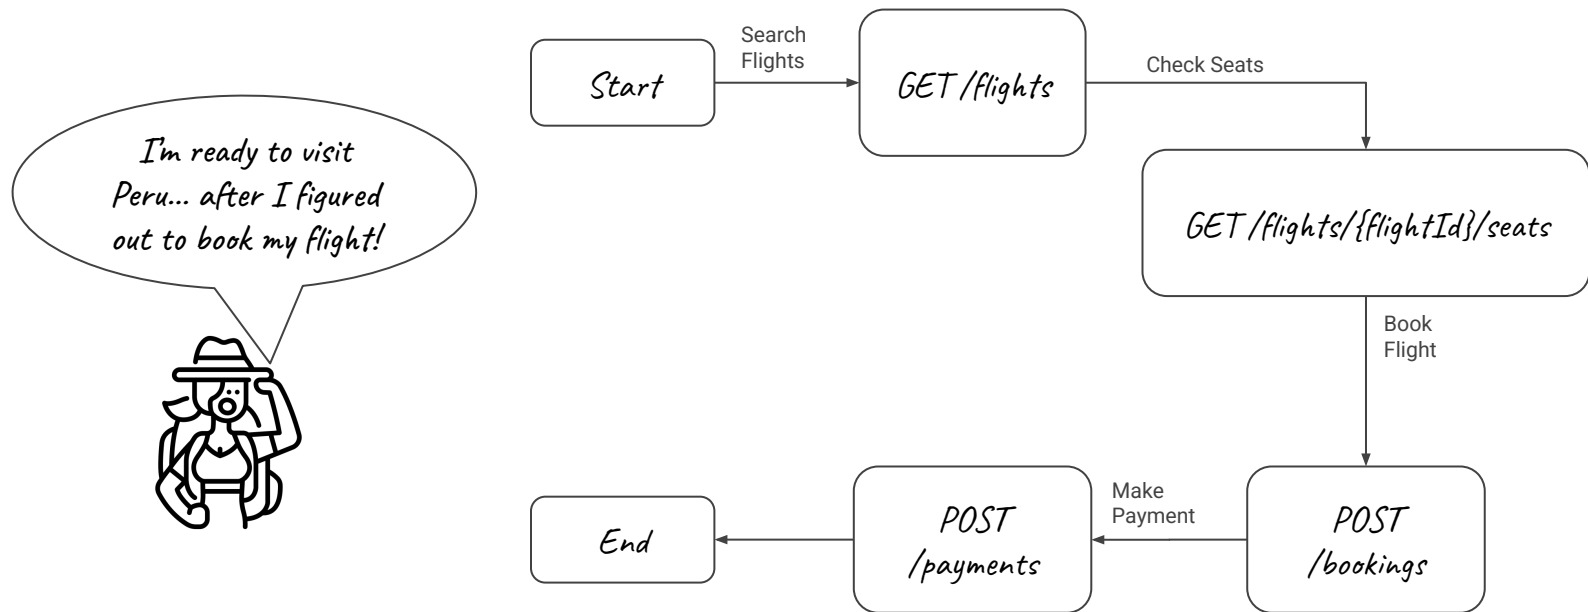 I'm ready to visit
Peru... after I figured
out to book my flight!
Start
Search
Flights
GET /flights
Check Seats
GET /flights/{flightId}/seats
Book
Flight
POST
/bookings
Make
Payment
POST
/payments
End